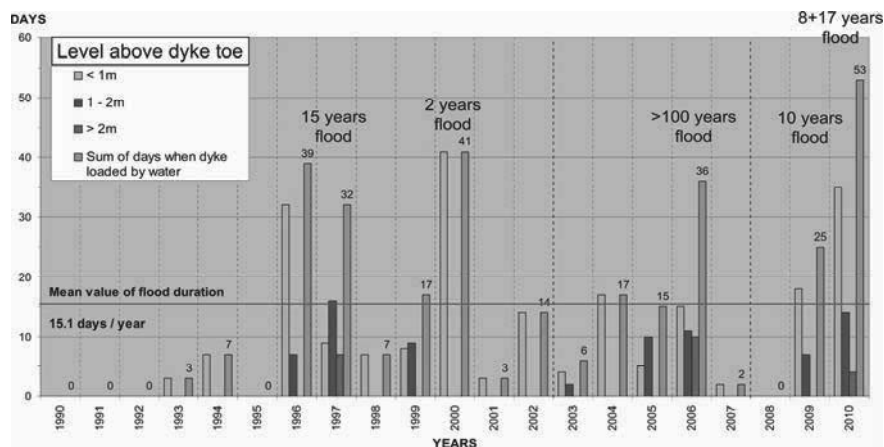 DAYS
8+17 years
flood
60
Level above dyke toe
< 1m
1 - 2m
> 2m
Sum of days when dyke
loaded by water
50
40
30
20
10
0
15 years
flood
2 years
flood
>100 years
flood
10 years
flood
Mean value of flood duration
15.1 days / year
0
0
0
3
7
0
39
32
7
17
41
3
14
6
17
15
36
2
0
25
53
1990
1991
1992
1993
1994
1995
1996
1997
1998
1999
2000
2001
2002
2003
2004
2005
2006
2007
2008
2009
2010
YEARS